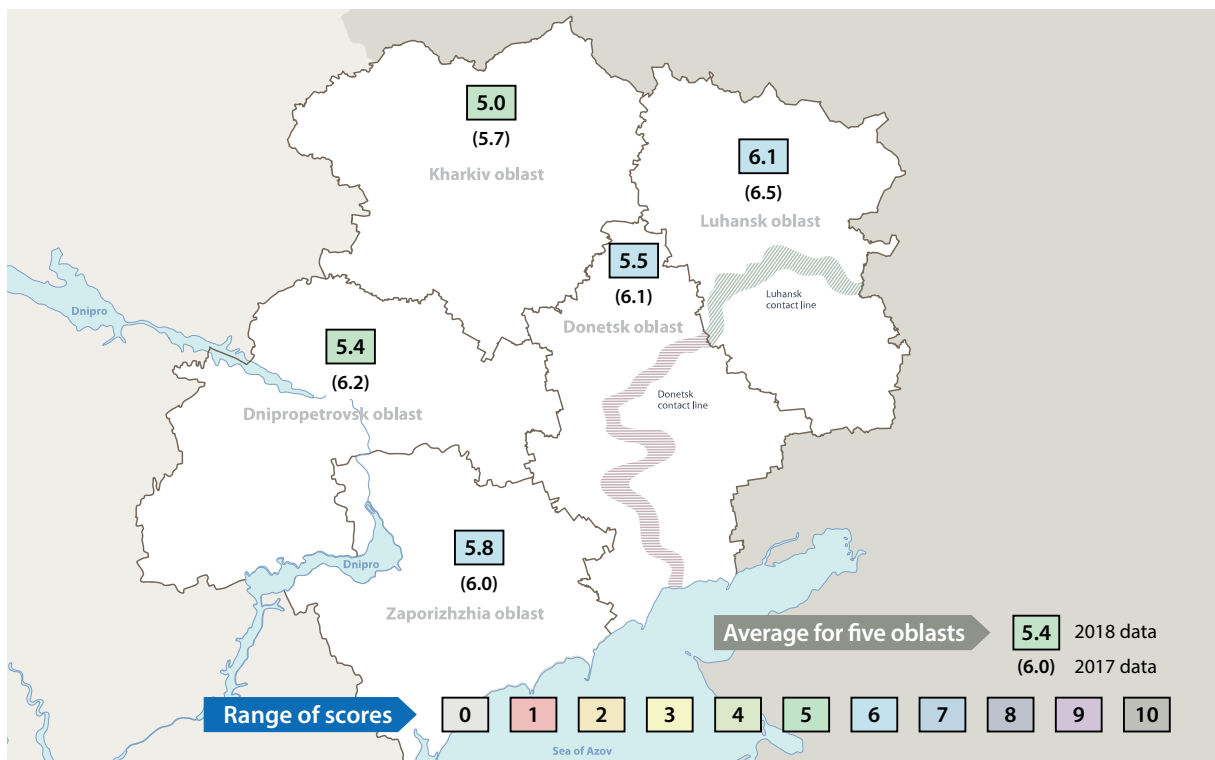 5.0
(5.7)
Kharkiv oblast
6.1
(6.5)
Luhansk oblast
5.5
(6.1)
Donetsk oblast
Luhansk
contact line
Dnipro
5.4
(6.2)
Dnipropetrovsk oblast
Donetsk
contact line
5.8
(6.0)
Zaporizhzhia oblast
Dnipro
Average for five oblasts
5.4 2018 data
(6.0) 2017 data
Range of scores 0 1 2 3 4 5 6 7 8 9 10
Sea of Azov